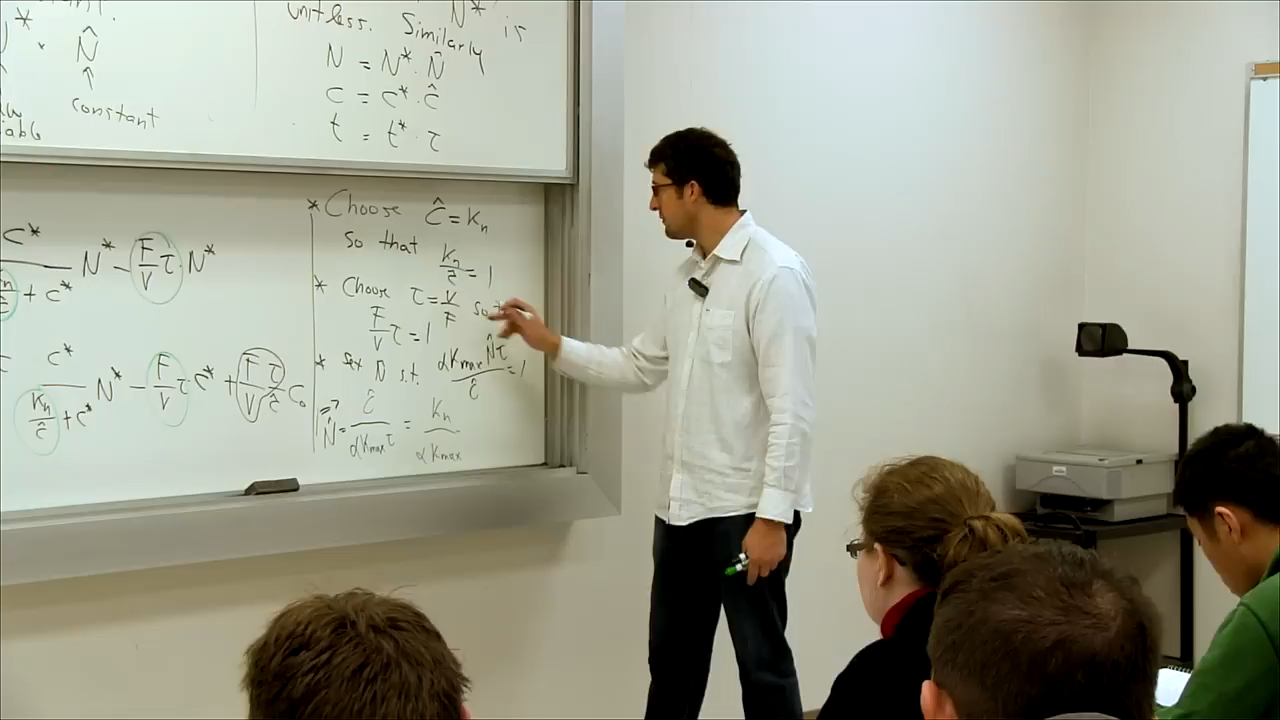 unitless. Similarly N* is
N*· N̂
N = N*·N̂
↑
c = c*·ĉ
constant
t = t*·τ
* Choose Ĉ = Kn
so that Kn/ĉ = 1
* Choose τ = V/F so t
F/V τ = 1
* set N̂ s.t. αKmax N̂τ/ĉ = 1
⇒ N̂ = ĉ/αKmax τ = Kn/αKmax
c*/Kn/ĉ + c* N* − F/V τ·N*
c*/Kn/ĉ + c* N* − F/V τ c* + Fτ/Vĉ C₀